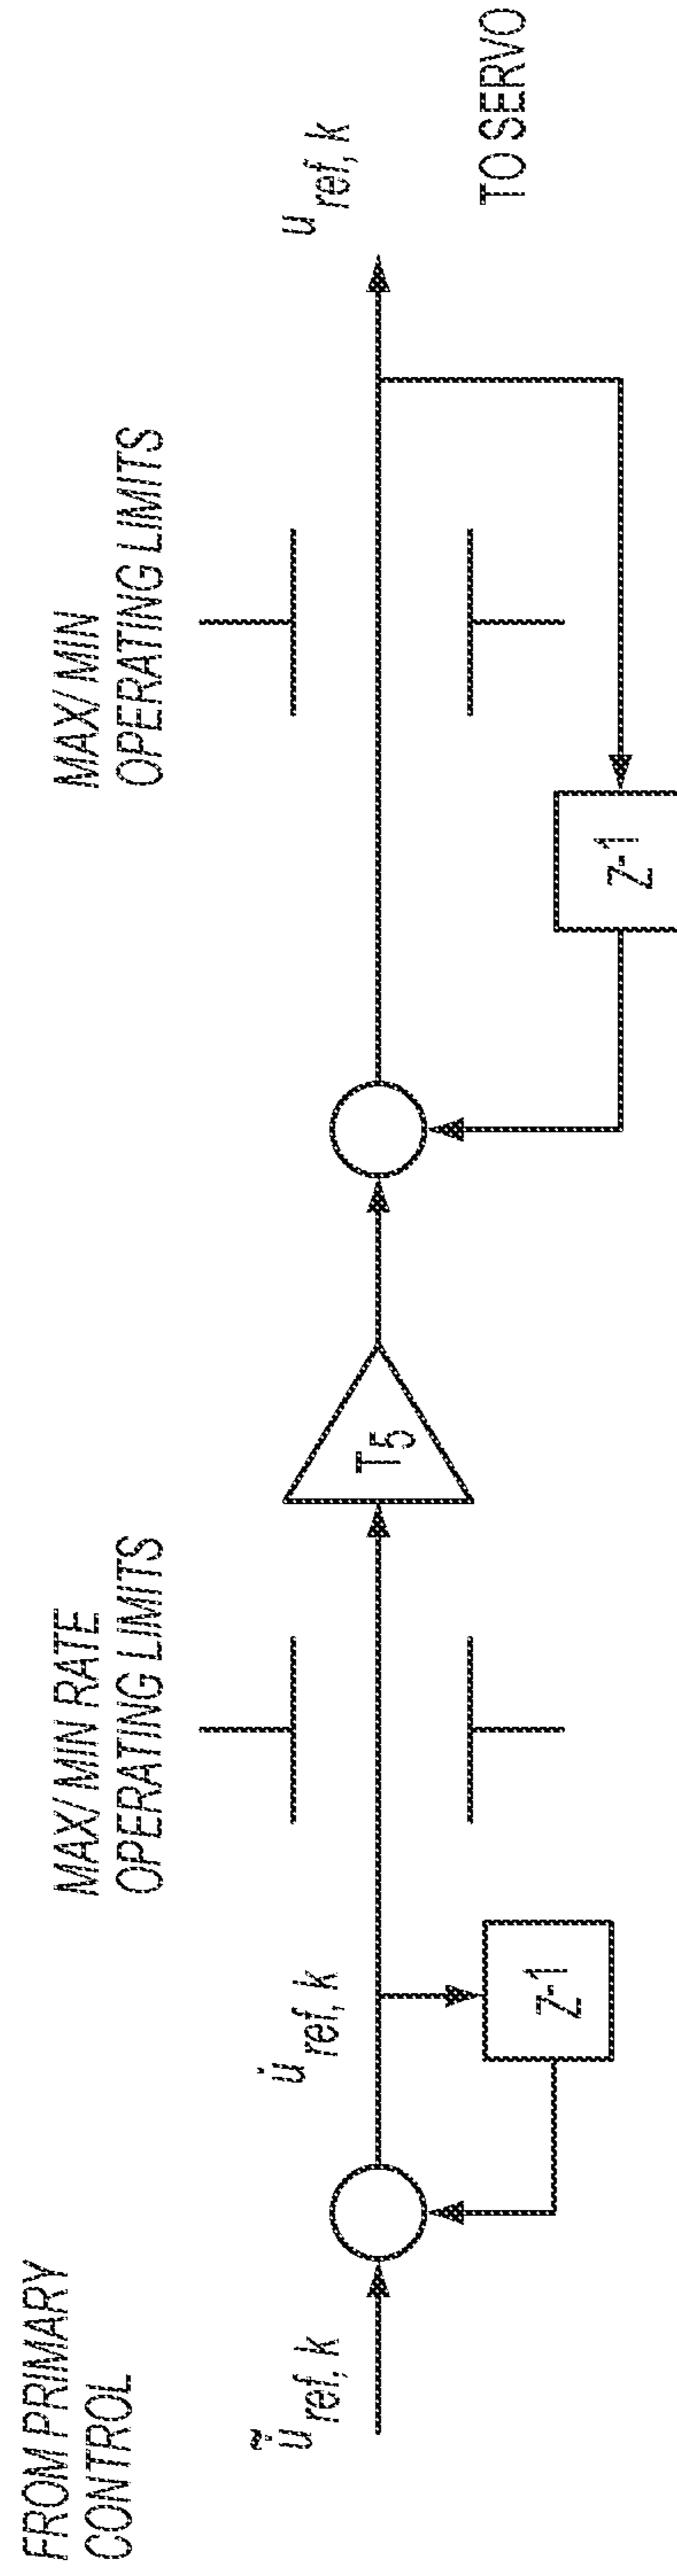 FROM PRIMARY
CONTROL
ũ̇ ref, k
u̇ ref, k
Z-1
MAX/ MIN RATE
OPERATING LIMITS
T5
MAX/ MIN
OPERATING LIMITS
Z-1
u ref, k
TO SERVO